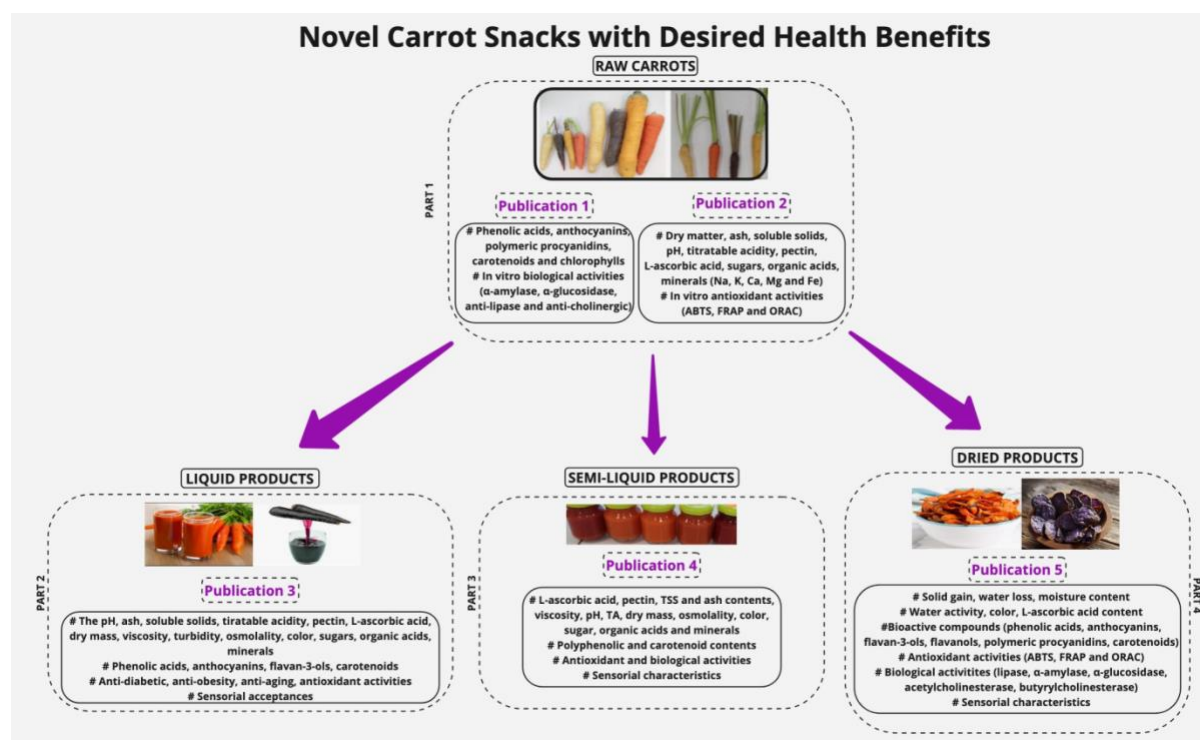 Novel Carrot Snacks with Desired Health Benefits
RAW CARROTS
PART 1
Publication 1
# Phenolic acids, anthocyanins,
polymeric procyanidins,
carotenoids and chlorophylls
# In vitro biological activities
(α-amylase, α-glucosidase,
anti-lipase and anti-cholinergic)
Publication 2
# Dry matter, ash, soluble solids,
pH, titratable acidity, pectin,
L-ascorbic acid, sugars, organic acids,
minerals (Na, K, Ca, Mg and Fe)
# In vitro antioxidant activities
(ABTS, FRAP and ORAC)
LIQUID PRODUCTS
PART 2
Publication 3
# The pH, ash, soluble solids, tiratable acidity, pectin, L-ascorbic acid,
dry mass, viscosity, turbidity, osmolality, color, sugars, organic acids,
minerals
# Phenolic acids, anthocyanins, flavan-3-ols, carotenoids
# Anti-diabetic, anti-obesity, anti-aging, antioxidant activities
# Sensorial acceptances
SEMI-LIQUID PRODUCTS
PART 3
Publication 4
# L-ascorbic acid, pectin, TSS and ash contents,
viscosity, pH, TA, dry mass, osmolality, color,
sugar, organic acids and minerals
# Polyphenolic and carotenoid contents
# Antioxidant and biological activities
# Sensorial characteristics
DRIED PRODUCTS
PART 4
Publication 5
# Solid gain, water loss, moisture content
# Water activity, color, L-ascorbic acid content
#Bioactive compounds (phenolic acids, anthocyanins,
flavan-3-ols, flavanols, polymeric procyanidins, carotenoids)
# Antioxidant activities (ABTS, FRAP and ORAC)
# Biological activitites (lipase, α-amylase, α-glucosidase,
acetylcholinesterase, butyrylcholinesterase)
# Sensorial characteristics